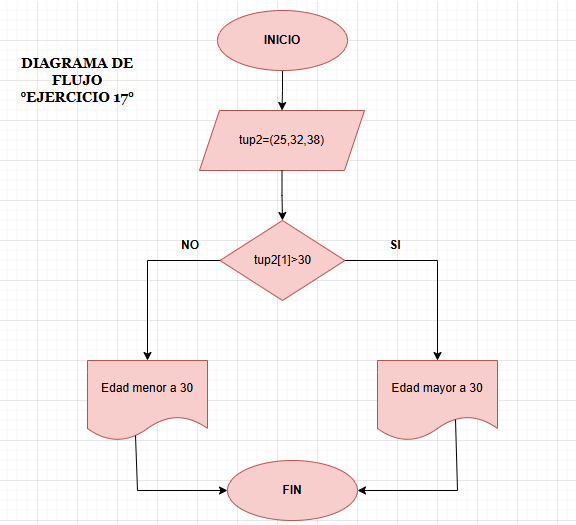 INICIO
DIAGRAMA DE
FLUJO
°EJERCICIO 17°
tup2=(25,32,38)
NO
SI
tup2[1]>30
Edad menor a 30
Edad mayor a 30
FIN